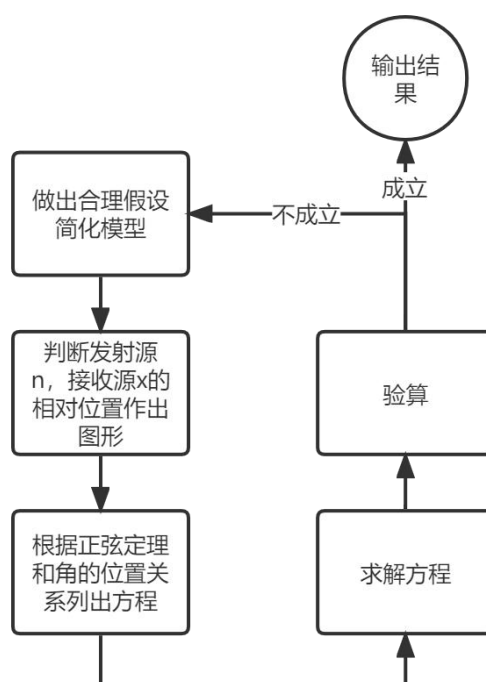 输出结
果
成立
不成立
做出合理假设
简化模型
判断发射源
n，接收源x的
相对位置作出
图形
验算
根据正弦定理
和角的位置关
系列出方程
求解方程